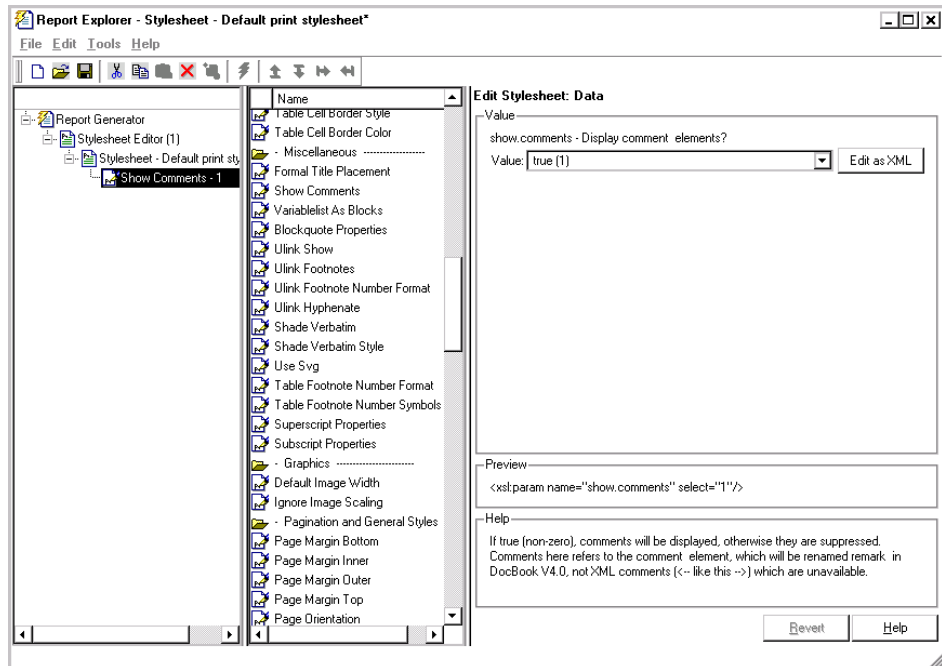 Report Explorer - Stylesheet - Default print stylesheet*
File Edit Tools Help
Report Generator
Stylesheet Editor (1)
Stylesheet - Default print sty
Show Comments - 1
Name
Table Cell Border Style
Table Cell Border Color
- Miscellaneous -------------------
Formal Title Placement
Show Comments
Variablelist As Blocks
Blockquote Properties
Ulink Show
Ulink Footnotes
Ulink Footnote Number Format
Ulink Hyphenate
Shade Verbatim
Shade Verbatim Style
Use Svg
Table Footnote Number Format
Table Footnote Number Symbols
Superscript Properties
Subscript Properties
- Graphics -----------------------
Default Image Width
Ignore Image Scaling
- Pagination and General Styles
Page Margin Bottom
Page Margin Inner
Page Margin Outer
Page Margin Top
Page Orientation
Edit Stylesheet: Data
Value
show.comments - Display comment elements?
Value: true (1) Edit as XML
Preview
<xsl:param name="show.comments" select="1"/>
Help
If true (non-zero), comments will be displayed, otherwise they are suppressed.
Comments here refers to the comment element, which will be renamed remark in
DocBook V4.0, not XML comments (<-- like this -->) which are unavailable.
Revert Help